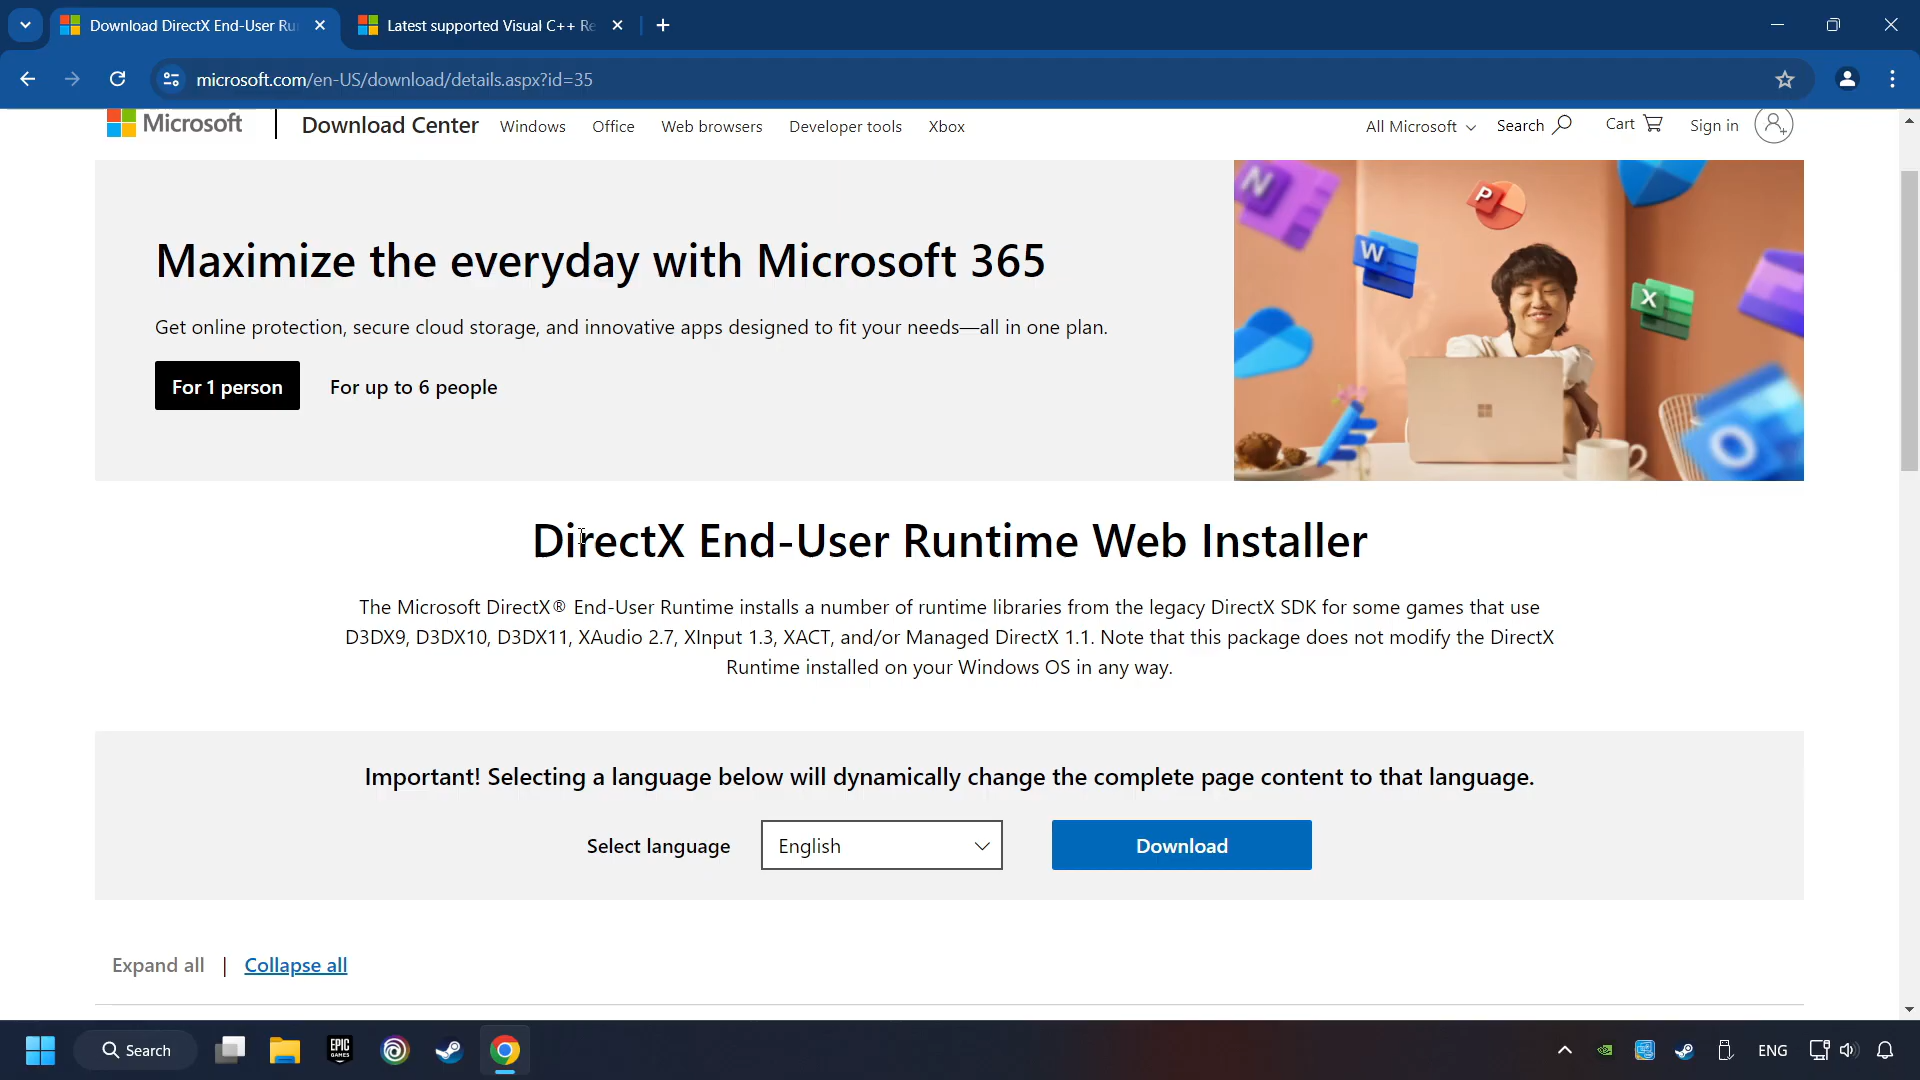 Download DirectX End-User Ru
Latest supported Visual C++ Re
microsoft.com/en-US/download/details.aspx?id=35
Microsoft
Download Center
Windows
Office
Web browsers
Developer tools
Xbox
All Microsoft
Search
Cart
Sign in
Maximize the everyday with Microsoft 365
Get online protection, secure cloud storage, and innovative apps designed to fit your needs—all in one plan.
For 1 person
For up to 6 people
N
P
W
X
O
DirectX End-User Runtime Web Installer
The Microsoft DirectX® End-User Runtime installs a number of runtime libraries from the legacy DirectX SDK for some games that use
D3DX9, D3DX10, D3DX11, XAudio 2.7, XInput 1.3, XACT, and/or Managed DirectX 1.1. Note that this package does not modify the DirectX
Runtime installed on your Windows OS in any way.
Important! Selecting a language below will dynamically change the complete page content to that language.
Select language
English
Download
Expand all | Collapse all
Search
EPIC
GAMES
ENG